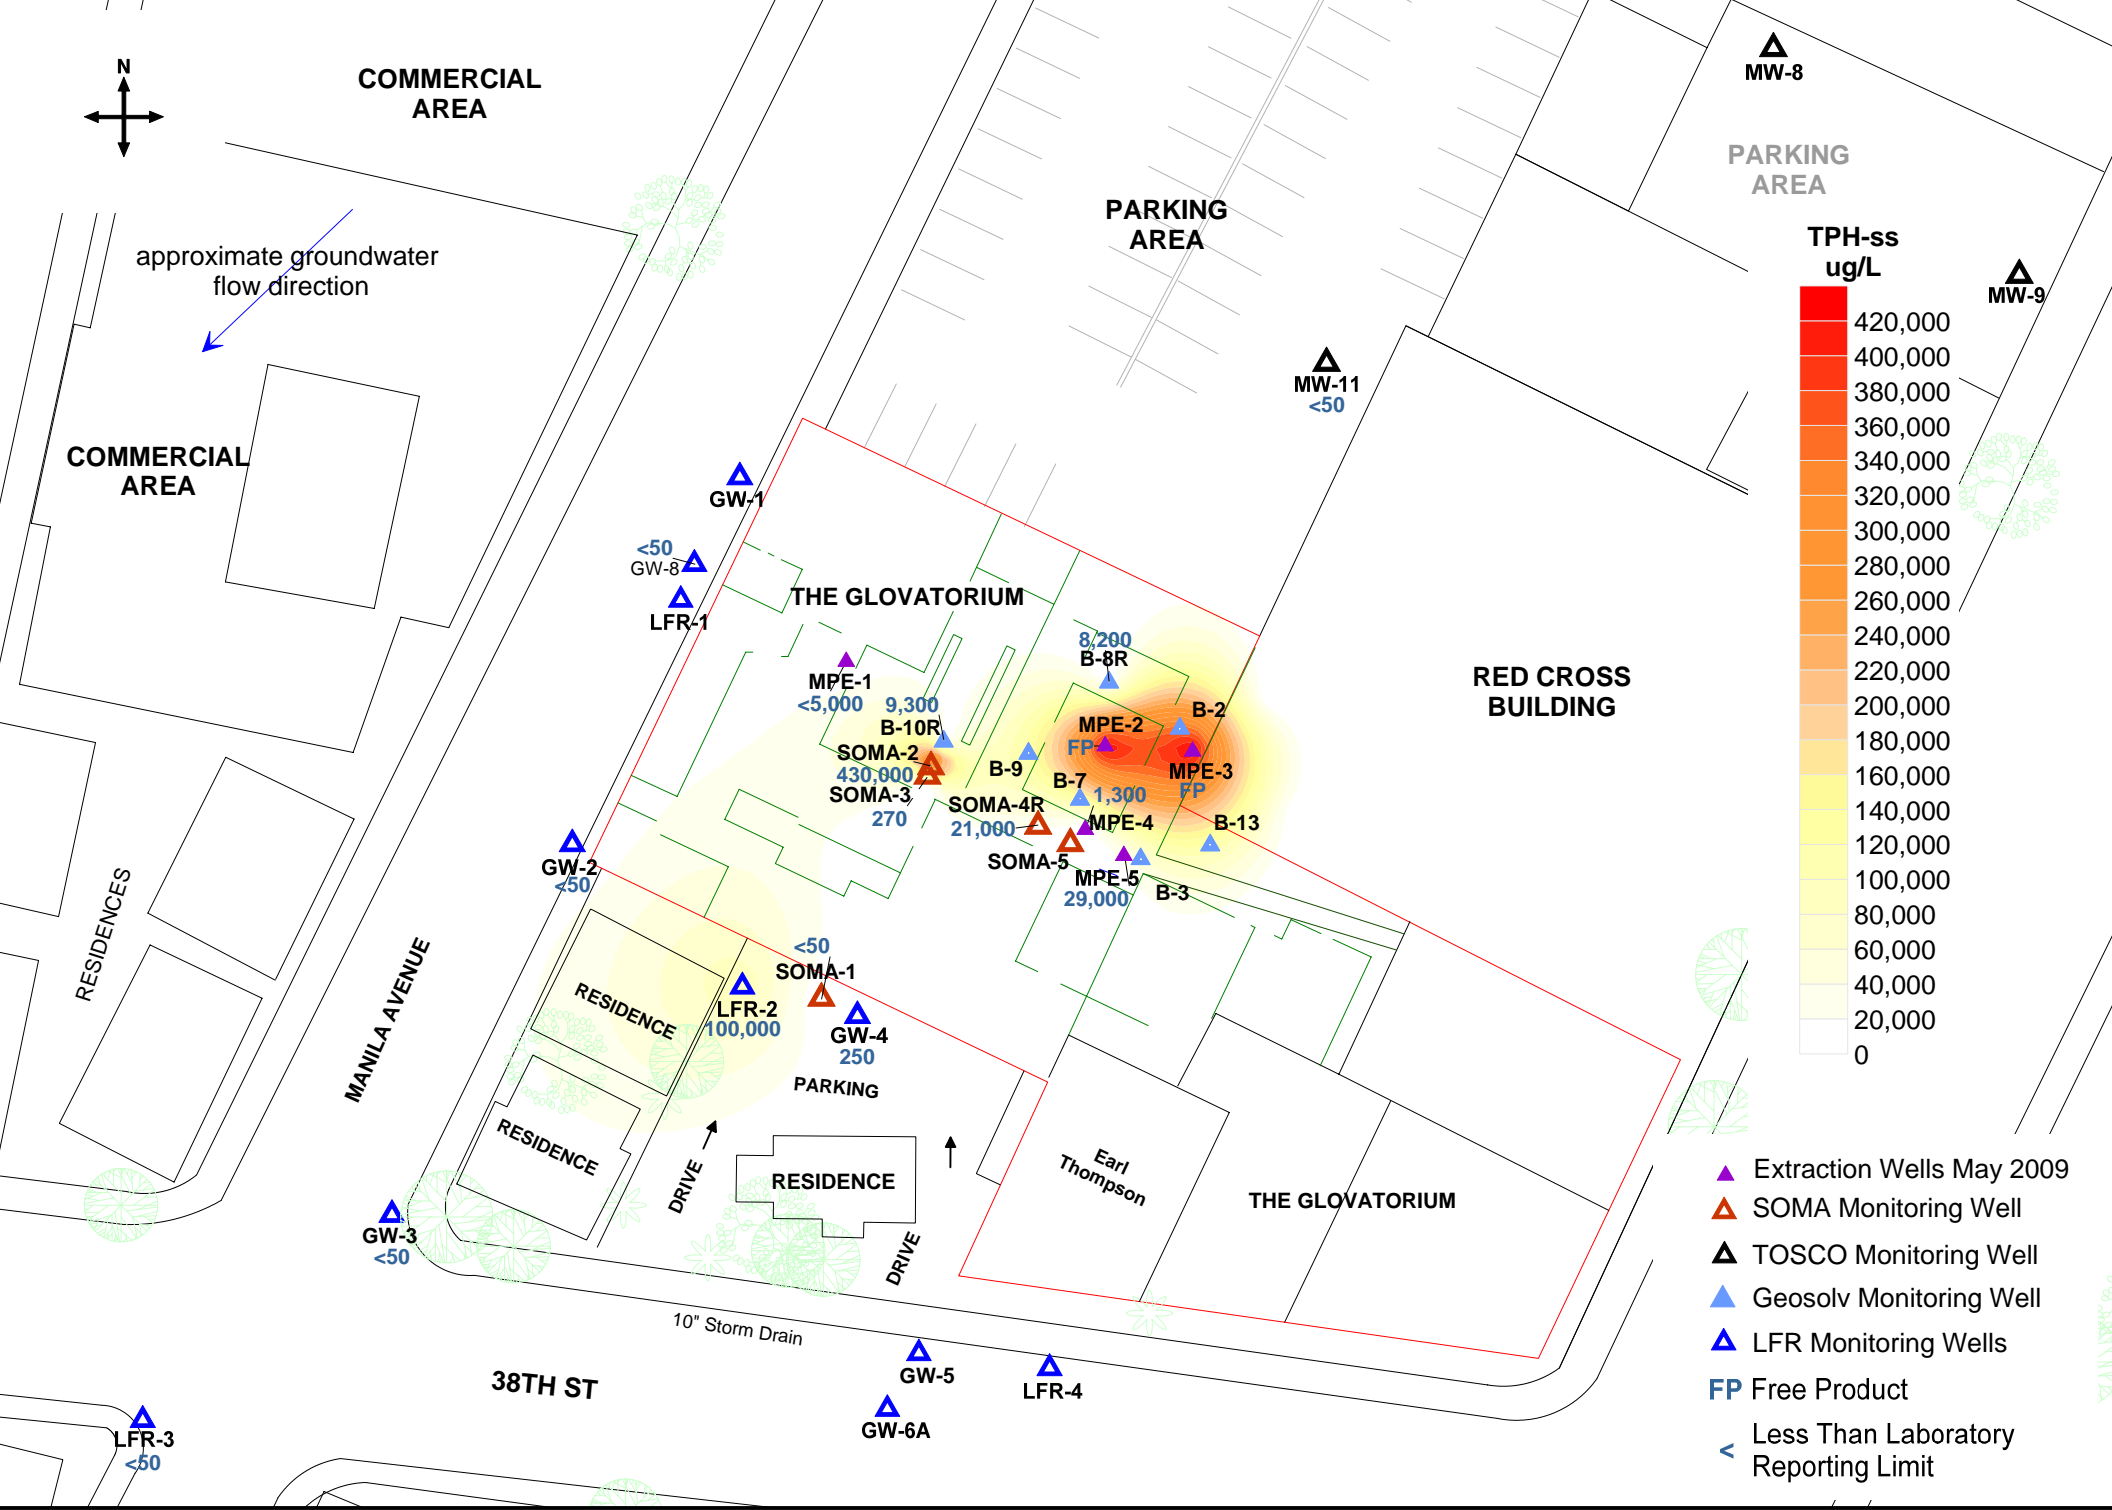 N
COMMERCIAL
AREA
MW-8
PARKING
AREA
PARKING
AREA
TPH-ss
ug/L
approximate groundwater
flow direction
MW-9
420,000
400,000
380,000
360,000
340,000
320,000
300,000
280,000
260,000
240,000
220,000
200,000
180,000
160,000
140,000
120,000
100,000
80,000
60,000
40,000
20,000
0
MW-11
<50
COMMERCIAL
AREA
GW-1
<50
GW-8
LFR-1
THE GLOVATORIUM
8,200
B-8R
MPE-1
<5,000
9,300
B-10R
SOMA-2
430,000
SOMA-3
270
B-9
MPE-2
FP
B-2
MPE-3
FP
B-7
1,300
SOMA-4R
21,000
MPE-4
B-13
SOMA-5
MPE-5
29,000
B-3
RED CROSS
BUILDING
GW-2
<50
RESIDENCES
MANILA AVENUE
<50
SOMA-1
RESIDENCE
LFR-2
100,000
GW-4
250
PARKING
RESIDENCE
DRIVE
RESIDENCE
DRIVE
Earl
Thompson
THE GLOVATORIUM
GW-3
<50
10" Storm Drain
38TH ST
GW-5
GW-6A
LFR-4
LFR-3
<50
Extraction Wells May 2009
SOMA Monitoring Well
TOSCO Monitoring Well
Geosolv Monitoring Well
LFR Monitoring Wells
FP Free Product
< Less Than Laboratory
Reporting Limit